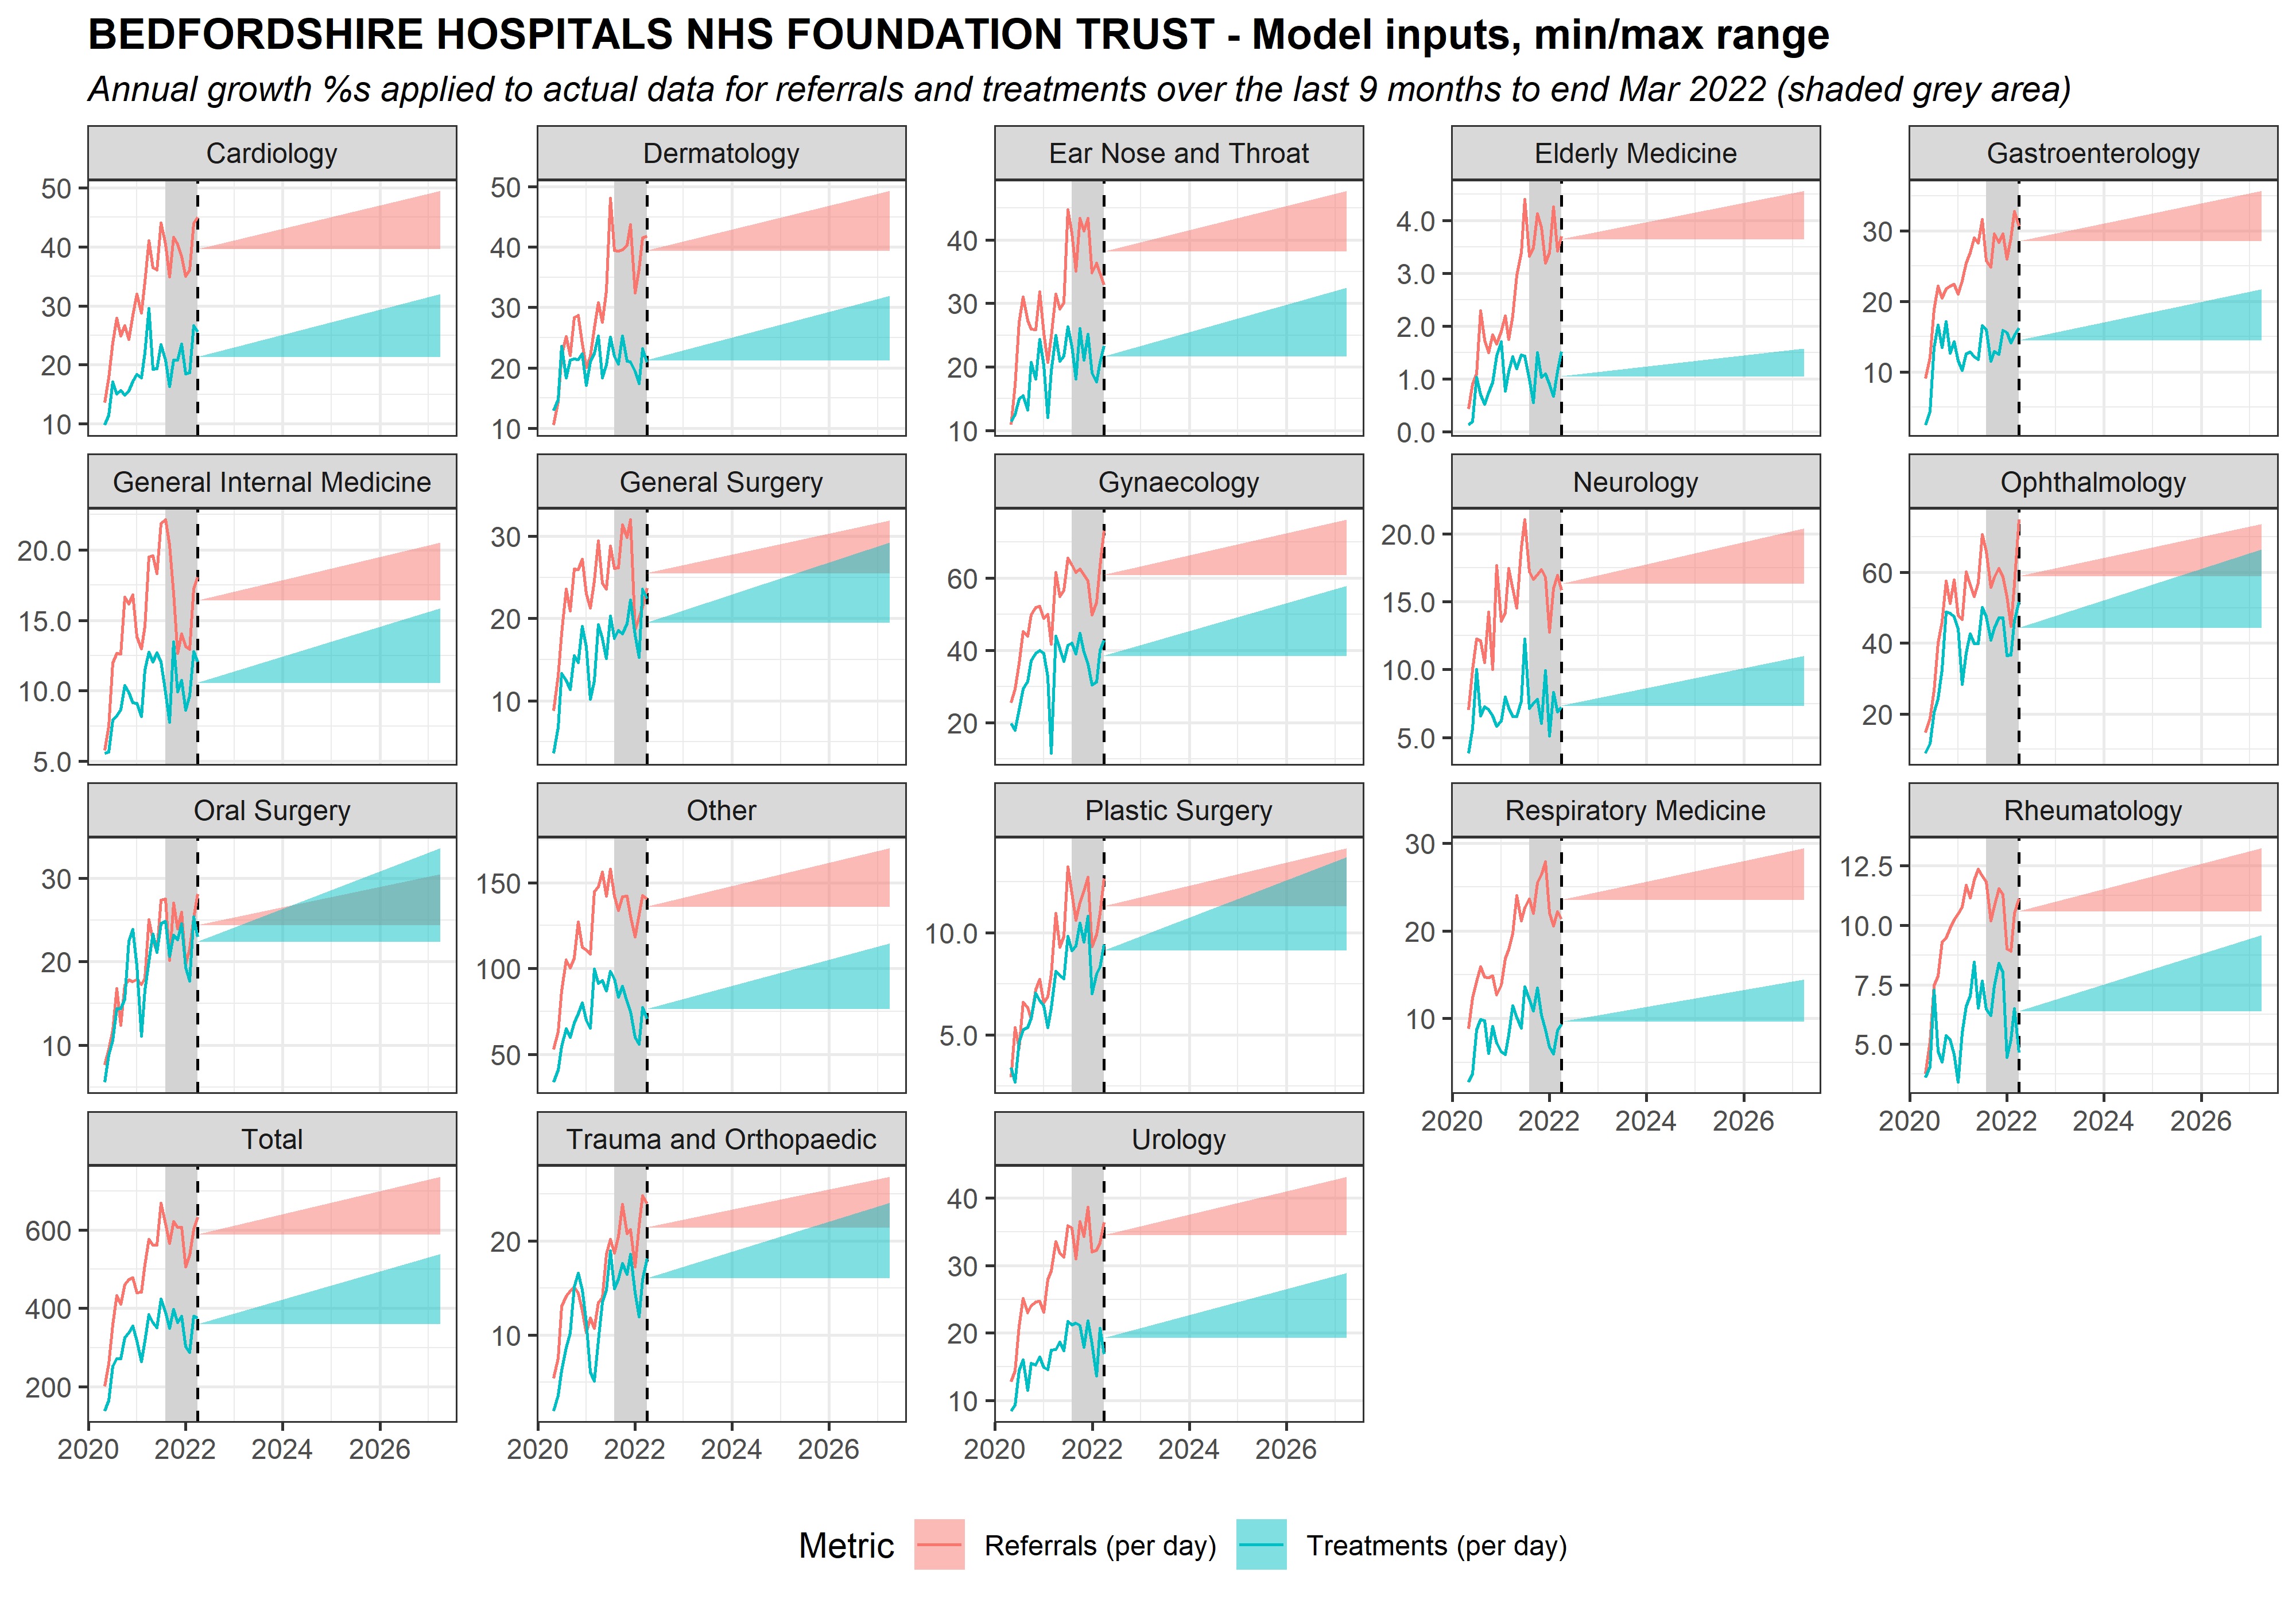 BEDFORDSHIRE HOSPITALS NHS FOUNDATION TRUST - Model inputs, min/max range
Annual growth %s applied to actual data for referrals and treatments over the last 9 months to end Mar 2022 (shaded grey area)
Cardiology
50
40
30
20
10
Dermatology
50
40
30
20
10
Ear Nose and Throat
40
30
20
10
Elderly Medicine
4.0
3.0
2.0
1.0
0.0
Gastroenterology
30
20
10
General Internal Medicine
20.0
15.0
10.0
5.0
General Surgery
30
20
10
Gynaecology
60
40
20
Neurology
20.0
15.0
10.0
5.0
Ophthalmology
60
40
20
Oral Surgery
30
20
10
Other
150
100
50
Plastic Surgery
10.0
5.0
Respiratory Medicine
30
20
10
2020 2022 2024 2026
Rheumatology
12.5
10.0
7.5
5.0
2020 2022 2024 2026
Total
600
400
200
2020 2022 2024 2026
Trauma and Orthopaedic
20
10
2020 2022 2024 2026
Urology
40
30
20
10
2020 2022 2024 2026
Metric Referrals (per day) Treatments (per day)